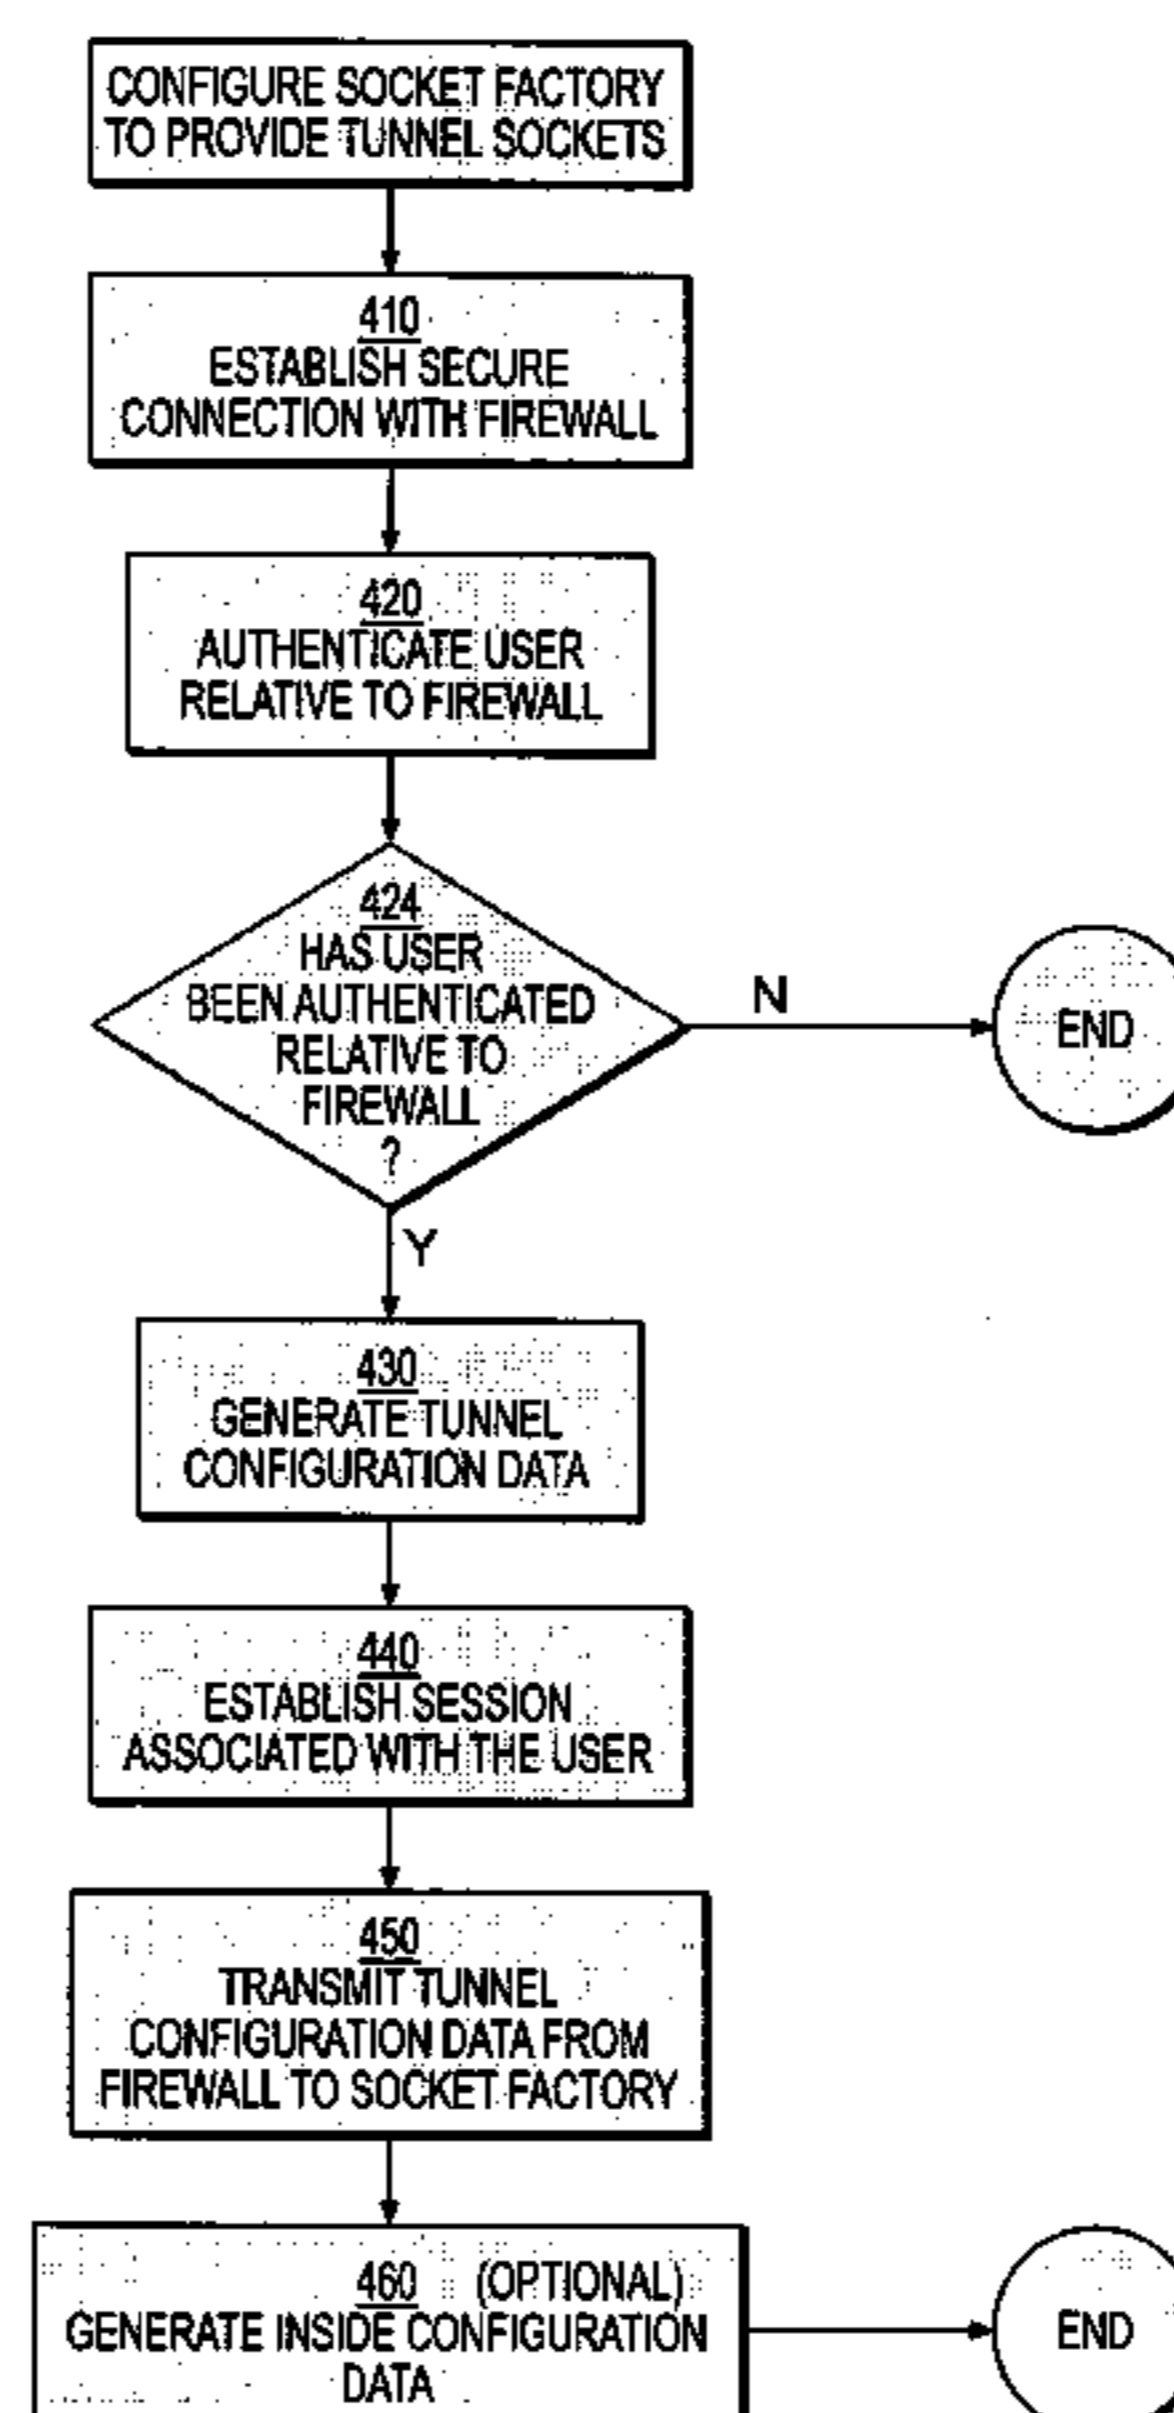 CONFIGURE SOCKET FACTORY
TO PROVIDE TUNNEL SOCKETS
410
ESTABLISH SECURE
CONNECTION WITH FIREWALL
420
AUTHENTICATE USER
RELATIVE TO FIREWALL
424
HAS USER
BEEN AUTHENTICATED
RELATIVE TO
FIREWALL
?
N
END
Y
430
GENERATE TUNNEL
CONFIGURATION DATA
440
ESTABLISH SESSION
ASSOCIATED WITH THE USER
450
TRANSMIT TUNNEL
CONFIGURATION DATA FROM
FIREWALL TO SOCKET FACTORY
460 (OPTIONAL)
GENERATE INSIDE CONFIGURATION
DATA
END